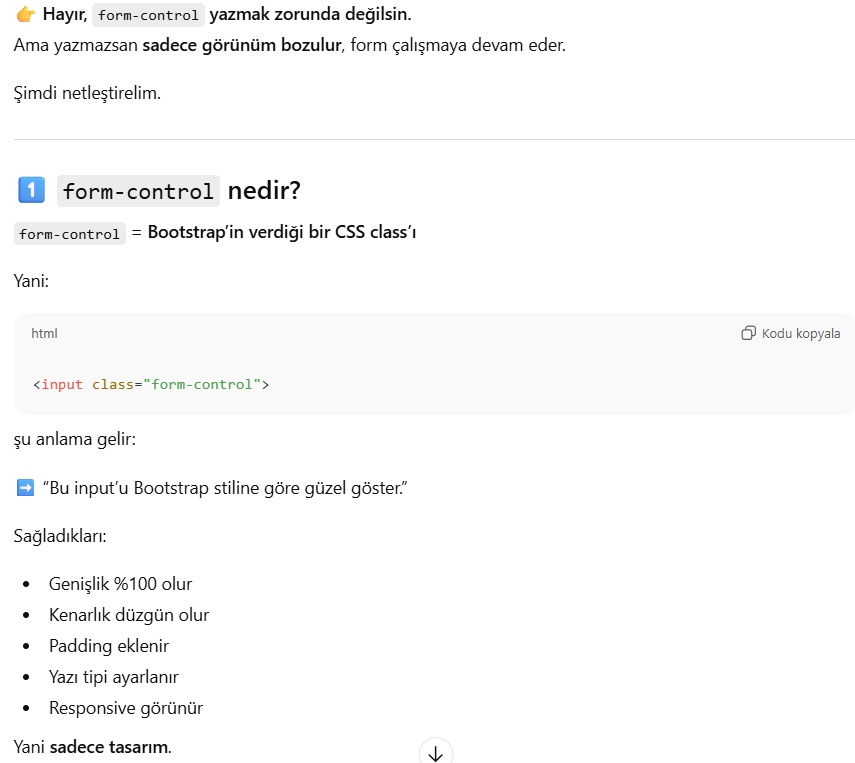 👉 Hayır, form-control yazmak zorunda değilsin.
Ama yazmazsan sadece görünüm bozulur, form çalışmaya devam eder.
Şimdi netleştirelim.
1️⃣ form-control nedir?
form-control = Bootstrap’in verdiği bir CSS class’ı
Yani:
html
Kodu kopyala
<input class="form-control">
şu anlama gelir:
➡️ “Bu input’u Bootstrap stiline göre güzel göster.”
Sağladıkları:
• Genişlik %100 olur
• Kenarlık düzgün olur
• Padding eklenir
• Yazı tipi ayarlanır
• Responsive görünür
Yani sadece tasarım.